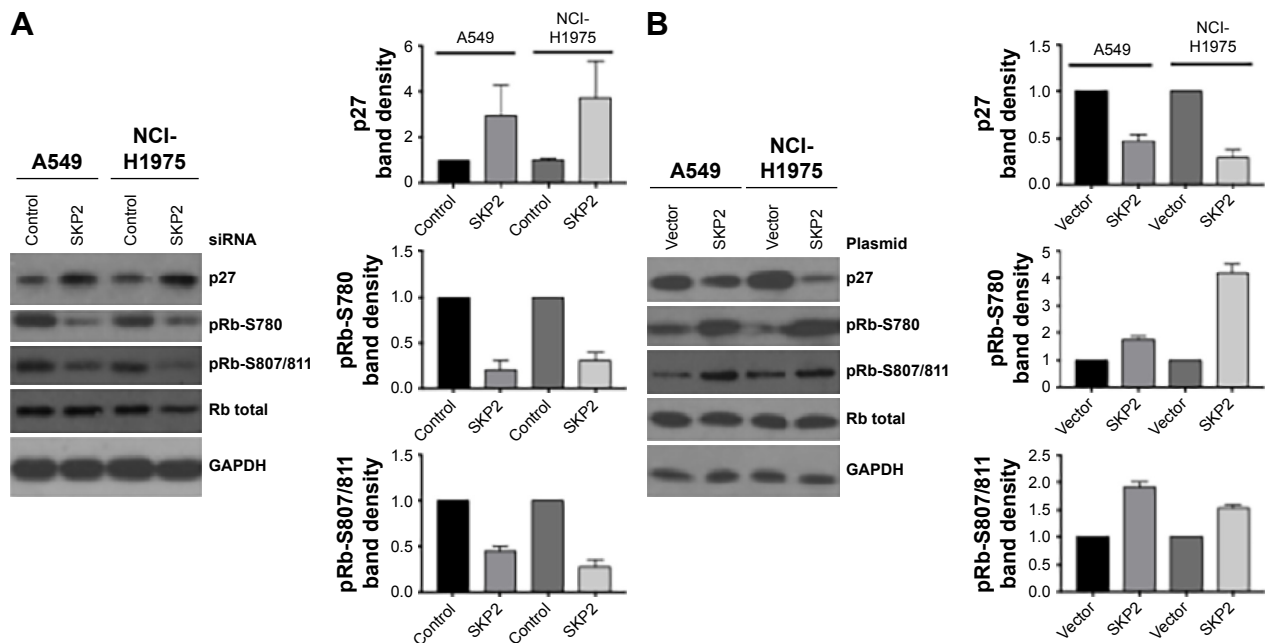 A
A549
NCI-
H1975
Control
SKP2
Control
SKP2
siRNA
p27
pRb-S780
pRb-S807/811
Rb total
GAPDH
A549
NCI-
H1975
p27
band density
6
4
2
0
Control
SKP2
Control
SKP2
pRb-S780
band density
1.5
1.0
0.5
0.0
Control
SKP2
Control
SKP2
pRb-S807/811
band density
1.5
1.0
0.5
0.0
Control
SKP2
Control
SKP2
B
A549
NCI-
H1975
Vector
SKP2
Vector
SKP2
Plasmid
p27
pRb-S780
pRb-S807/811
Rb total
GAPDH
A549
NCI-
H1975
p27
band density
1.5
1.0
0.5
0.0
Vector
SKP2
Vector
SKP2
pRb-S780
band density
5
4
3
2
1
0
Vector
SKP2
Vector
SKP2
pRb-S807/811
band density
2.5
2.0
1.5
1.0
0.5
0.0
Vector
SKP2
Vector
SKP2